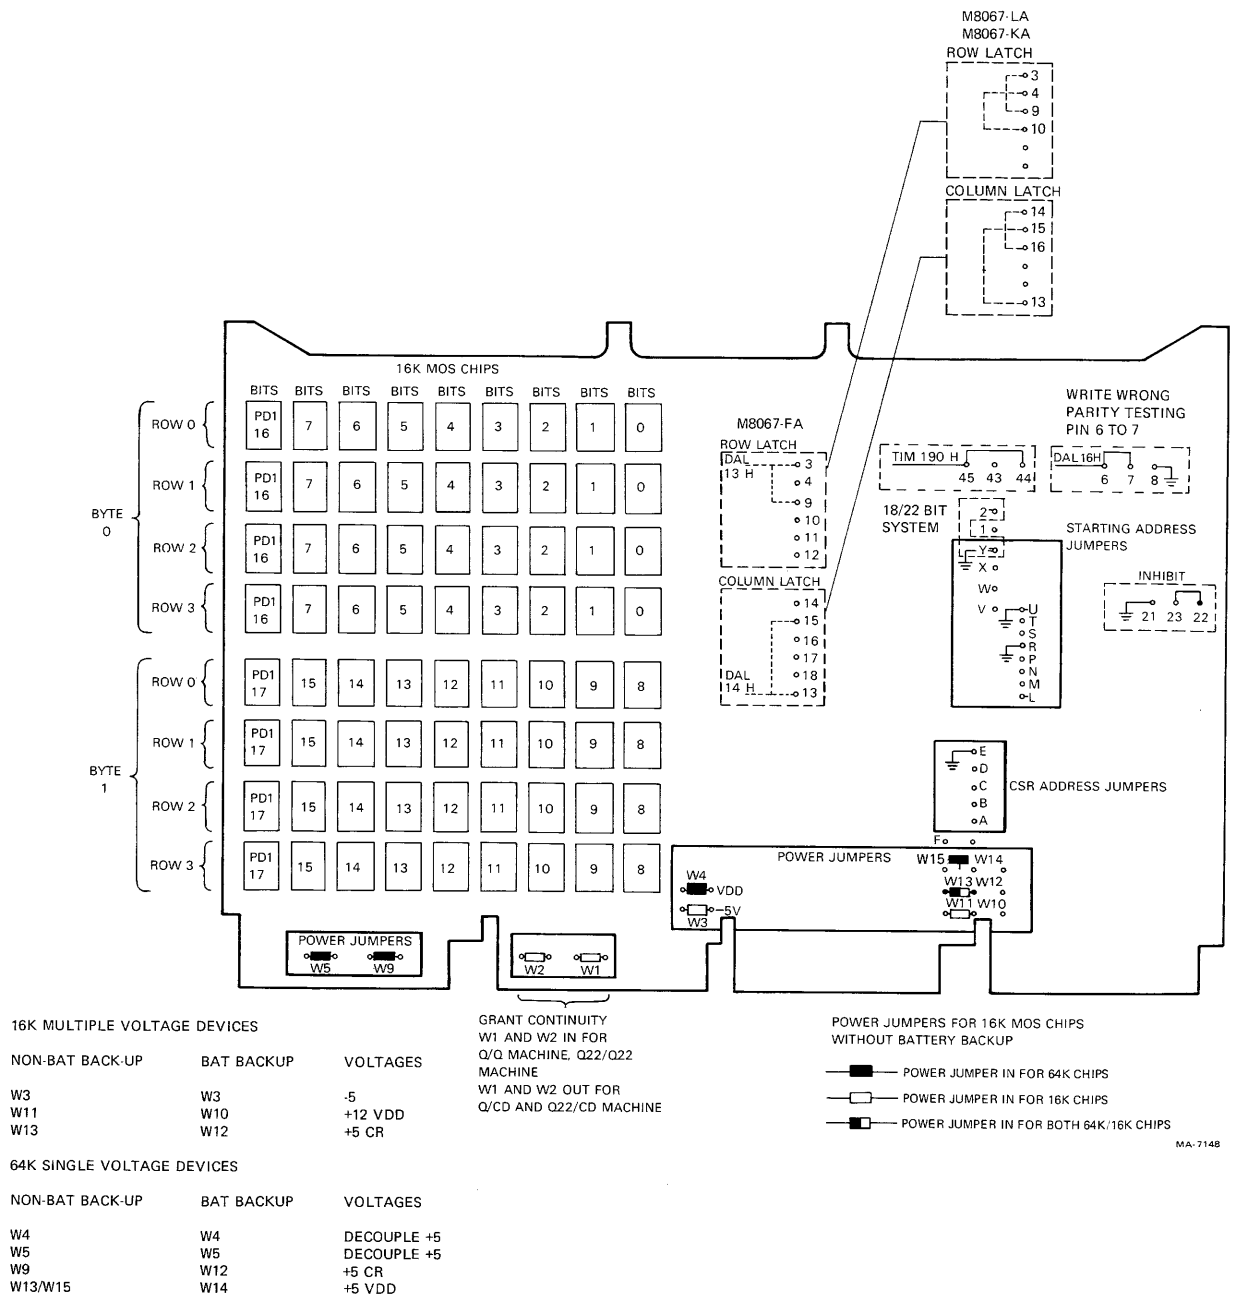 M8067-LA
M8067-KA
ROW LATCH
3
4
9
10
COLUMN LATCH
14
15
16
13
16K MOS CHIPS
BITS BITS BITS BITS BITS BITS BITS BITS BITS
BYTE 0
ROW 0 PD1 16 7 6 5 4 3 2 1 0
ROW 1 PD1 16 7 6 5 4 3 2 1 0
ROW 2 PD1 16 7 6 5 4 3 2 1 0
ROW 3 PD1 16 7 6 5 4 3 2 1 0
BYTE 1
ROW 0 PD1 17 15 14 13 12 11 10 9 8
ROW 1 PD1 17 15 14 13 12 11 10 9 8
ROW 2 PD1 17 15 14 13 12 11 10 9 8
ROW 3 PD1 17 15 14 13 12 11 10 9 8
M8067-FA
ROW LATCH
DAL
13 H
3
4
9
10
11
12
COLUMN LATCH
14
15
16
17
18
DAL
14 H
13
WRITE WRONG
PARITY TESTING
PIN 6 TO 7
TIM 190 H
45 43 44
DAL 16H
6 7 8
18/22 BIT
SYSTEM
2
1
Y
X
W
V
U
T
S
R
P
N
M
L
STARTING ADDRESS
JUMPERS
INHIBIT
21 23 22
E
D
C
B
A
CSR ADDRESS JUMPERS
F
POWER JUMPERS
W15 W14
W13 W12
W11 W10
W4
VDD
-5V
W3
POWER JUMPERS
W5 W9
W2 W1
GRANT CONTINUITY
W1 AND W2 IN FOR
Q/Q MACHINE, Q22/Q22
MACHINE
W1 AND W2 OUT FOR
Q/CD AND Q22/CD MACHINE
POWER JUMPERS FOR 16K MOS CHIPS
WITHOUT BATTERY BACKUP
POWER JUMPER IN FOR 64K CHIPS
POWER JUMPER IN FOR 16K CHIPS
POWER JUMPER IN FOR BOTH 64K/16K CHIPS
MA-7148
16K MULTIPLE VOLTAGE DEVICES
NON-BAT BACK-UP BAT BACKUP VOLTAGES
W3 W3 -5
W11 W10 +12 VDD
W13 W12 +5 CR
64K SINGLE VOLTAGE DEVICES
NON-BAT BACK-UP BAT BACKUP VOLTAGES
W4 W4 DECOUPLE +5
W5 W5 DECOUPLE +5
W9 W12 +5 CR
W13/W15 W14 +5 VDD